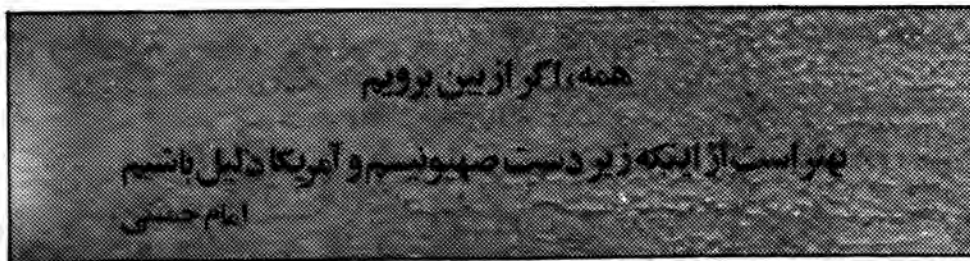 همه، اگر از بین برویم
بهتر است از اینکه زیر دست صهیونیسم و آمریکا ذلیل باشیم
امام خمینی